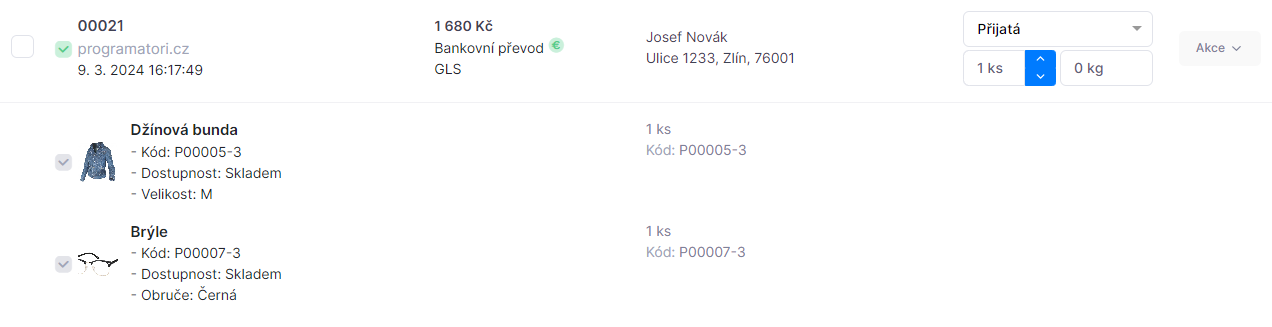 00021
programatori.cz
9. 3. 2024 16:17:49
1 680 Kč
Bankovní převod €
GLS
Josef Novák
Ulice 1233, Zlín, 76001
Přijatá
1 ks
0 kg
Akce
Džínová bunda
- Kód: P00005-3
- Dostupnost: Skladem
- Velikost: M
1 ks
Kód: P00005-3
Brýle
- Kód: P00007-3
- Dostupnost: Skladem
- Obruče: Černá
1 ks
Kód: P00007-3